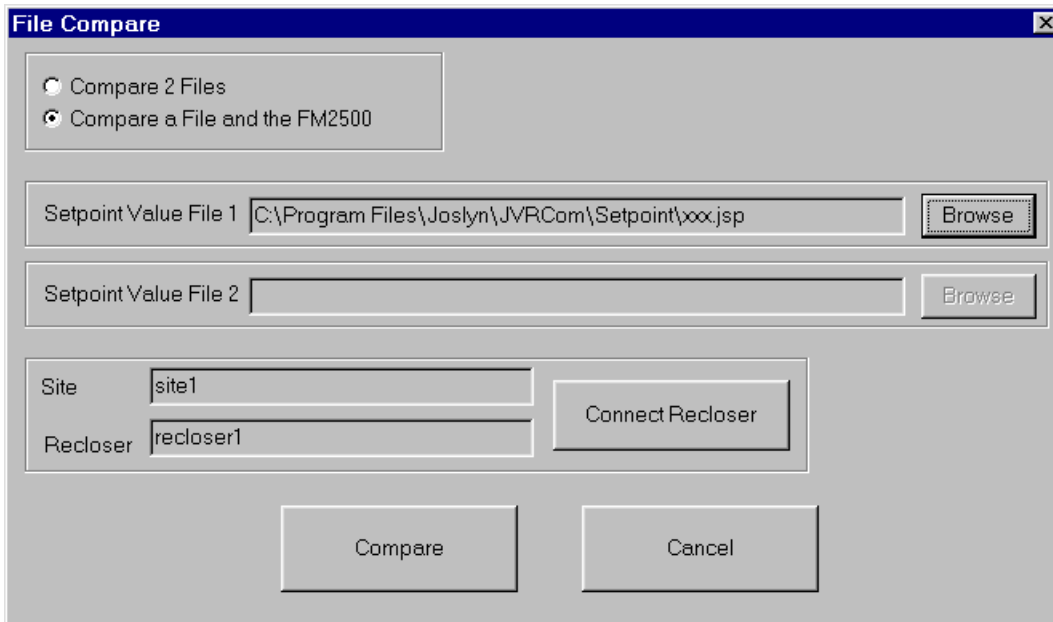 File Compare
Compare 2 Files
Compare a File and the FM2500
Setpoint Value File 1 C:\Program Files\Joslyn\JVRCom\Setpoint\xxx.jsp Browse
Setpoint Value File 2 Browse
Site site1
Connect Recloser
Recloser recloser1
Compare Cancel